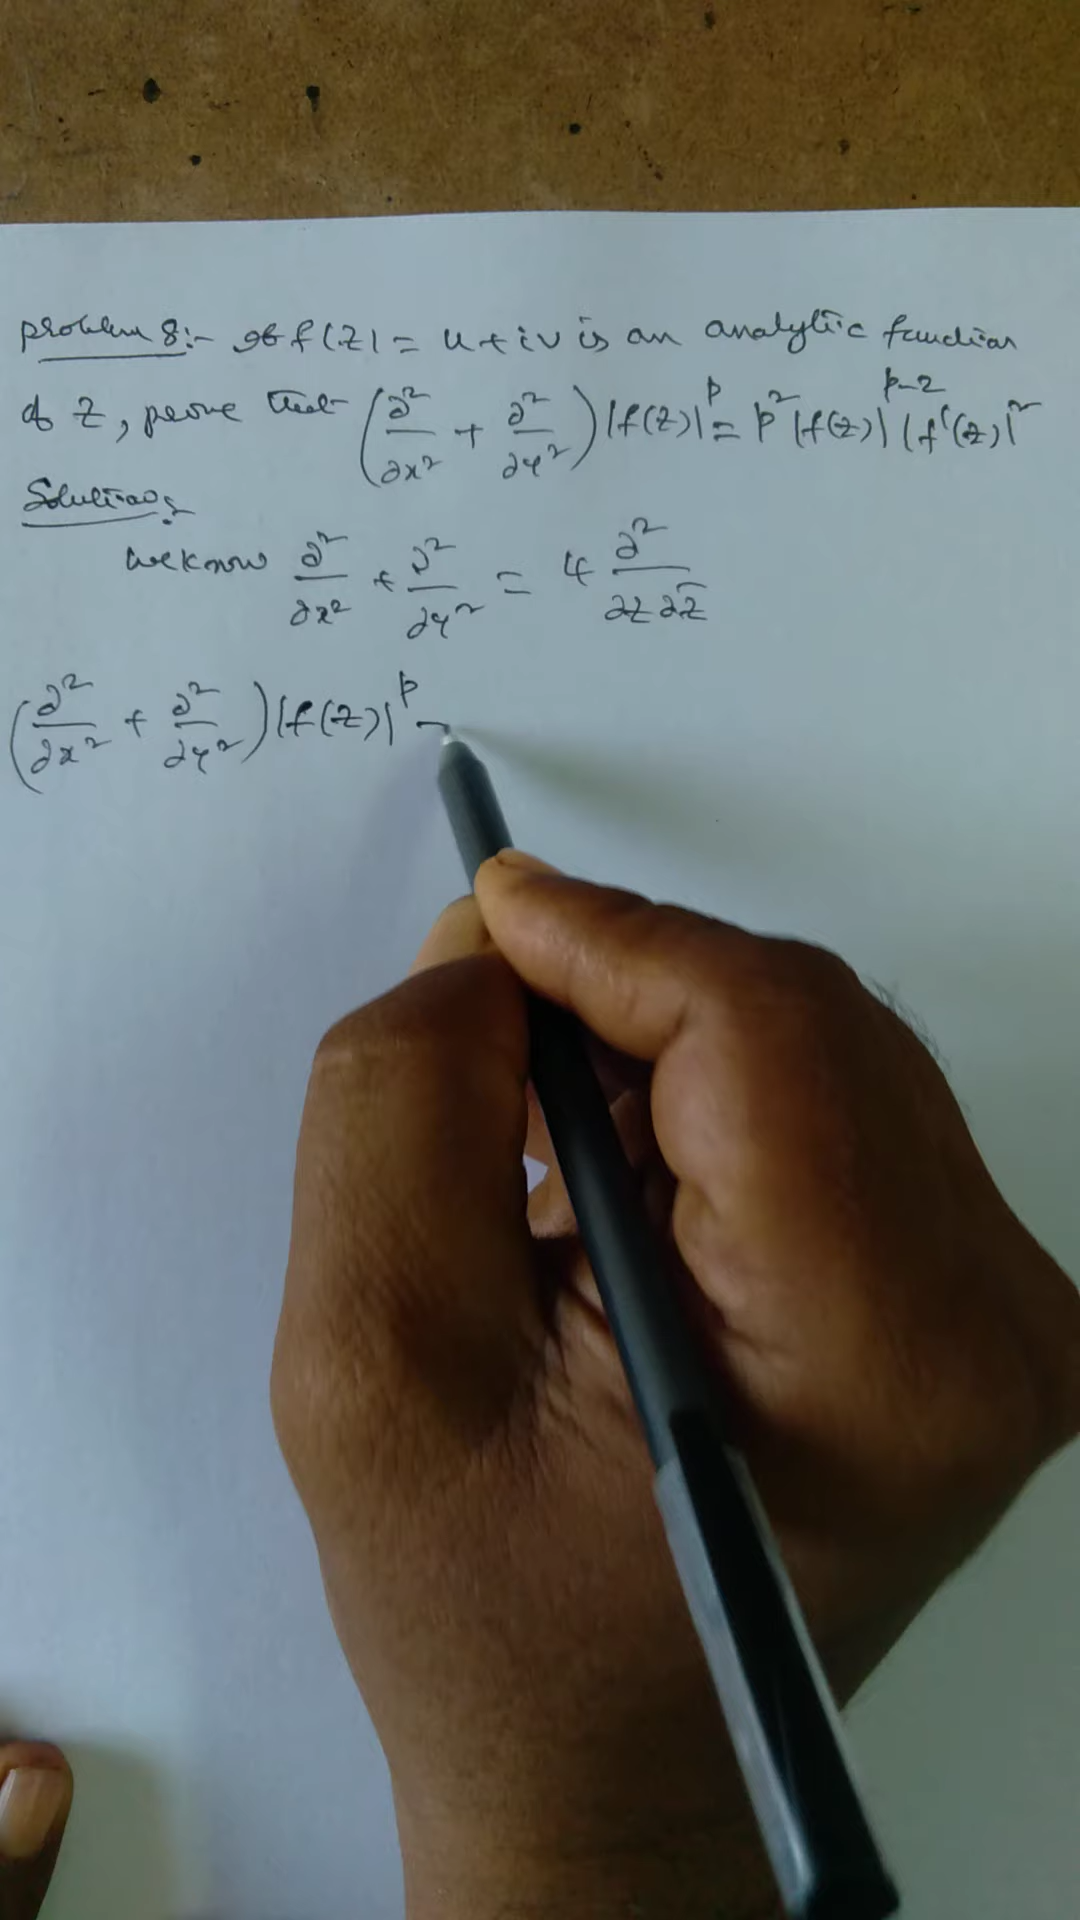 problem 8:- If f(z) = u+iv is an analytic function
of z, prove that (∂²/∂x² + ∂²/∂y²) |f(z)|^p = p² |f(z)|^(p-2) |f'(z)|²
Solution:
We know ∂²/∂x² + ∂²/∂y² = 4 ∂²/∂z∂z̄
(∂²/∂x² + ∂²/∂y²) |f(z)|^p -